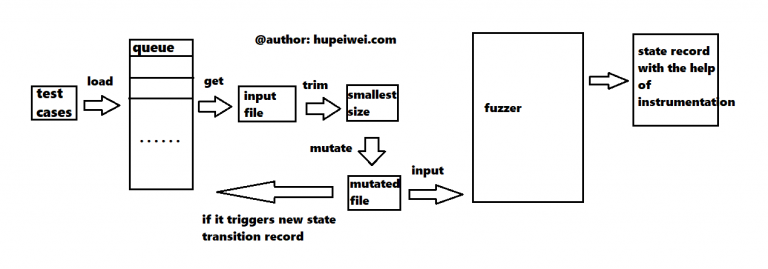 @author: hupeiwei.com
queue
load
test
cases
get
input
file
trim
smallest
size
mutate
mutated
file
input
fuzzer
state record
with the help
of
instrumentation
......
if it triggers new state
transition record